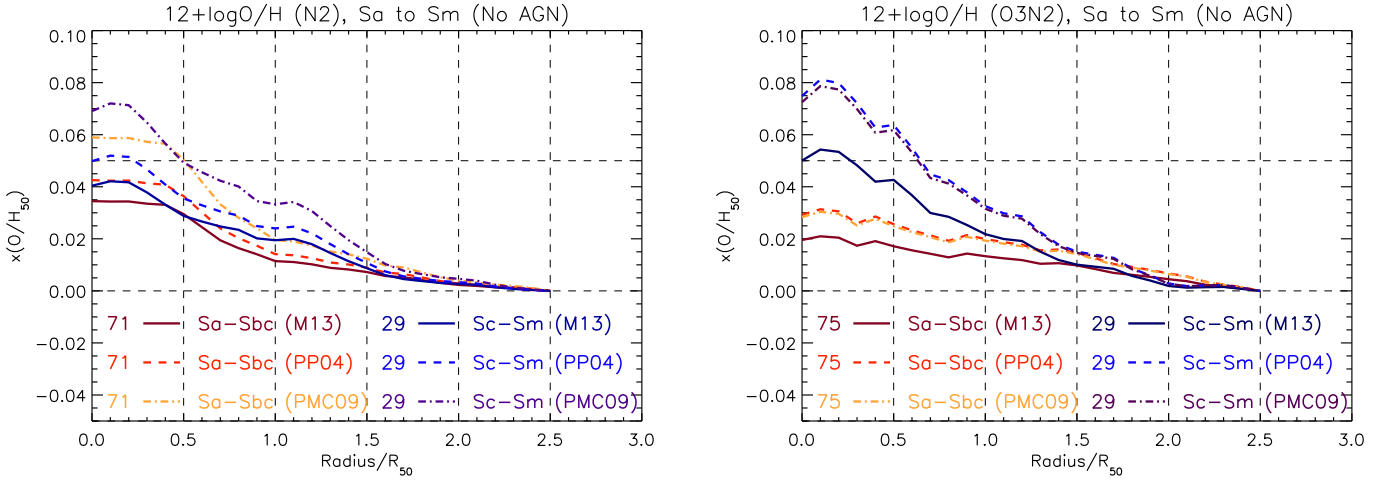 12+logO/H (N2), Sa to Sm (No AGN)
0.10
0.08
0.06
0.04
0.02
0.00
−0.02
−0.04
x(O/H50)
71 Sa−Sbc (M13) 29 Sc−Sm (M13)
71 Sa−Sbc (PP04) 29 Sc−Sm (PP04)
71 Sa−Sbc (PMC09) 29 Sc−Sm (PMC09)
0.0 0.5 1.0 1.5 2.0 2.5 3.0
Radius/R50
12+logO/H (O3N2), Sa to Sm (No AGN)
0.10
0.08
0.06
0.04
0.02
0.00
−0.02
−0.04
x(O/H50)
75 Sa−Sbc (M13) 29 Sc−Sm (M13)
75 Sa−Sbc (PP04) 29 Sc−Sm (PP04)
75 Sa−Sbc (PMC09) 29 Sc−Sm (PMC09)
0.0 0.5 1.0 1.5 2.0 2.5 3.0
Radius/R50